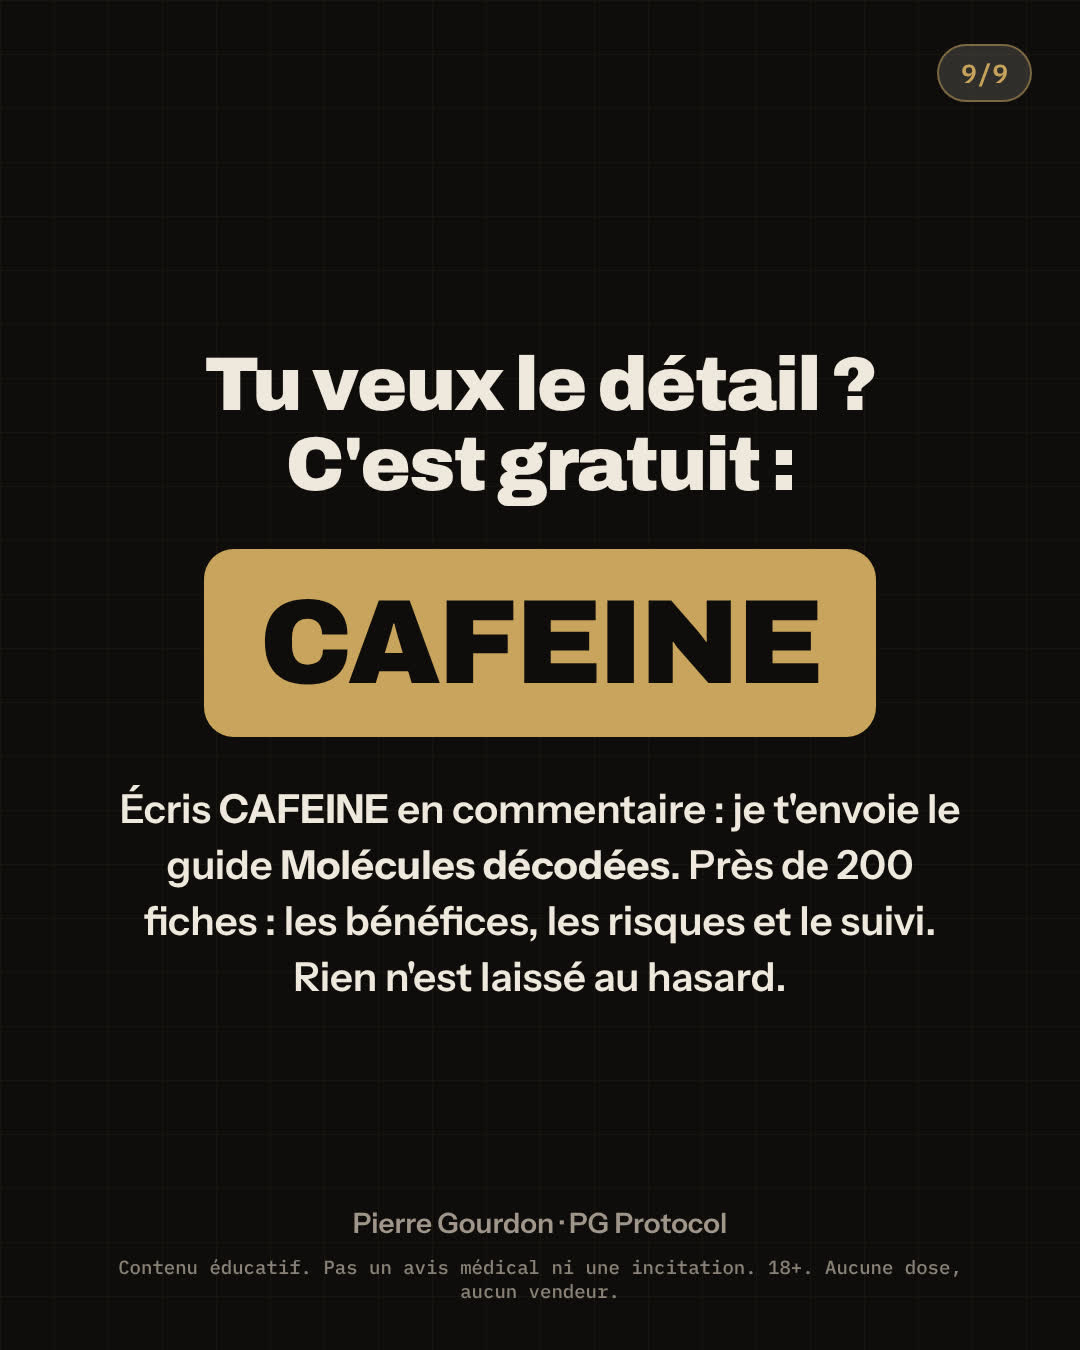 9/9
Tu veux le détail ?
C'est gratuit :
CAFEINE
Écris CAFEINE en commentaire : je t'envoie le
guide Molécules décodées. Près de 200
fiches : les bénéfices, les risques et le suivi.
Rien n'est laissé au hasard.
Pierre Gourdon · PG Protocol
Contenu éducatif. Pas un avis médical ni une incitation. 18+. Aucune dose,
aucun vendeur.